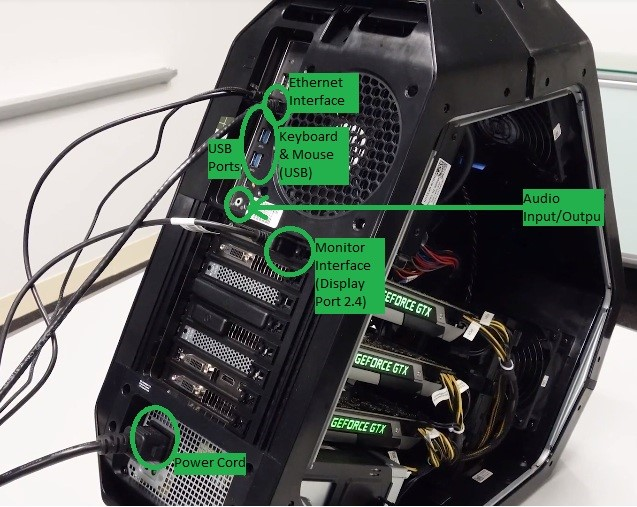 Ethernet
Interface
USB
Ports
Keyboard
& Mouse
(USB)
Audio
Input/Outpu
Monitor
Interface
(Display
Port 2.4)
GEFORCE GTX
GEFORCE GTX
GEFORCE GTX
Power Cord